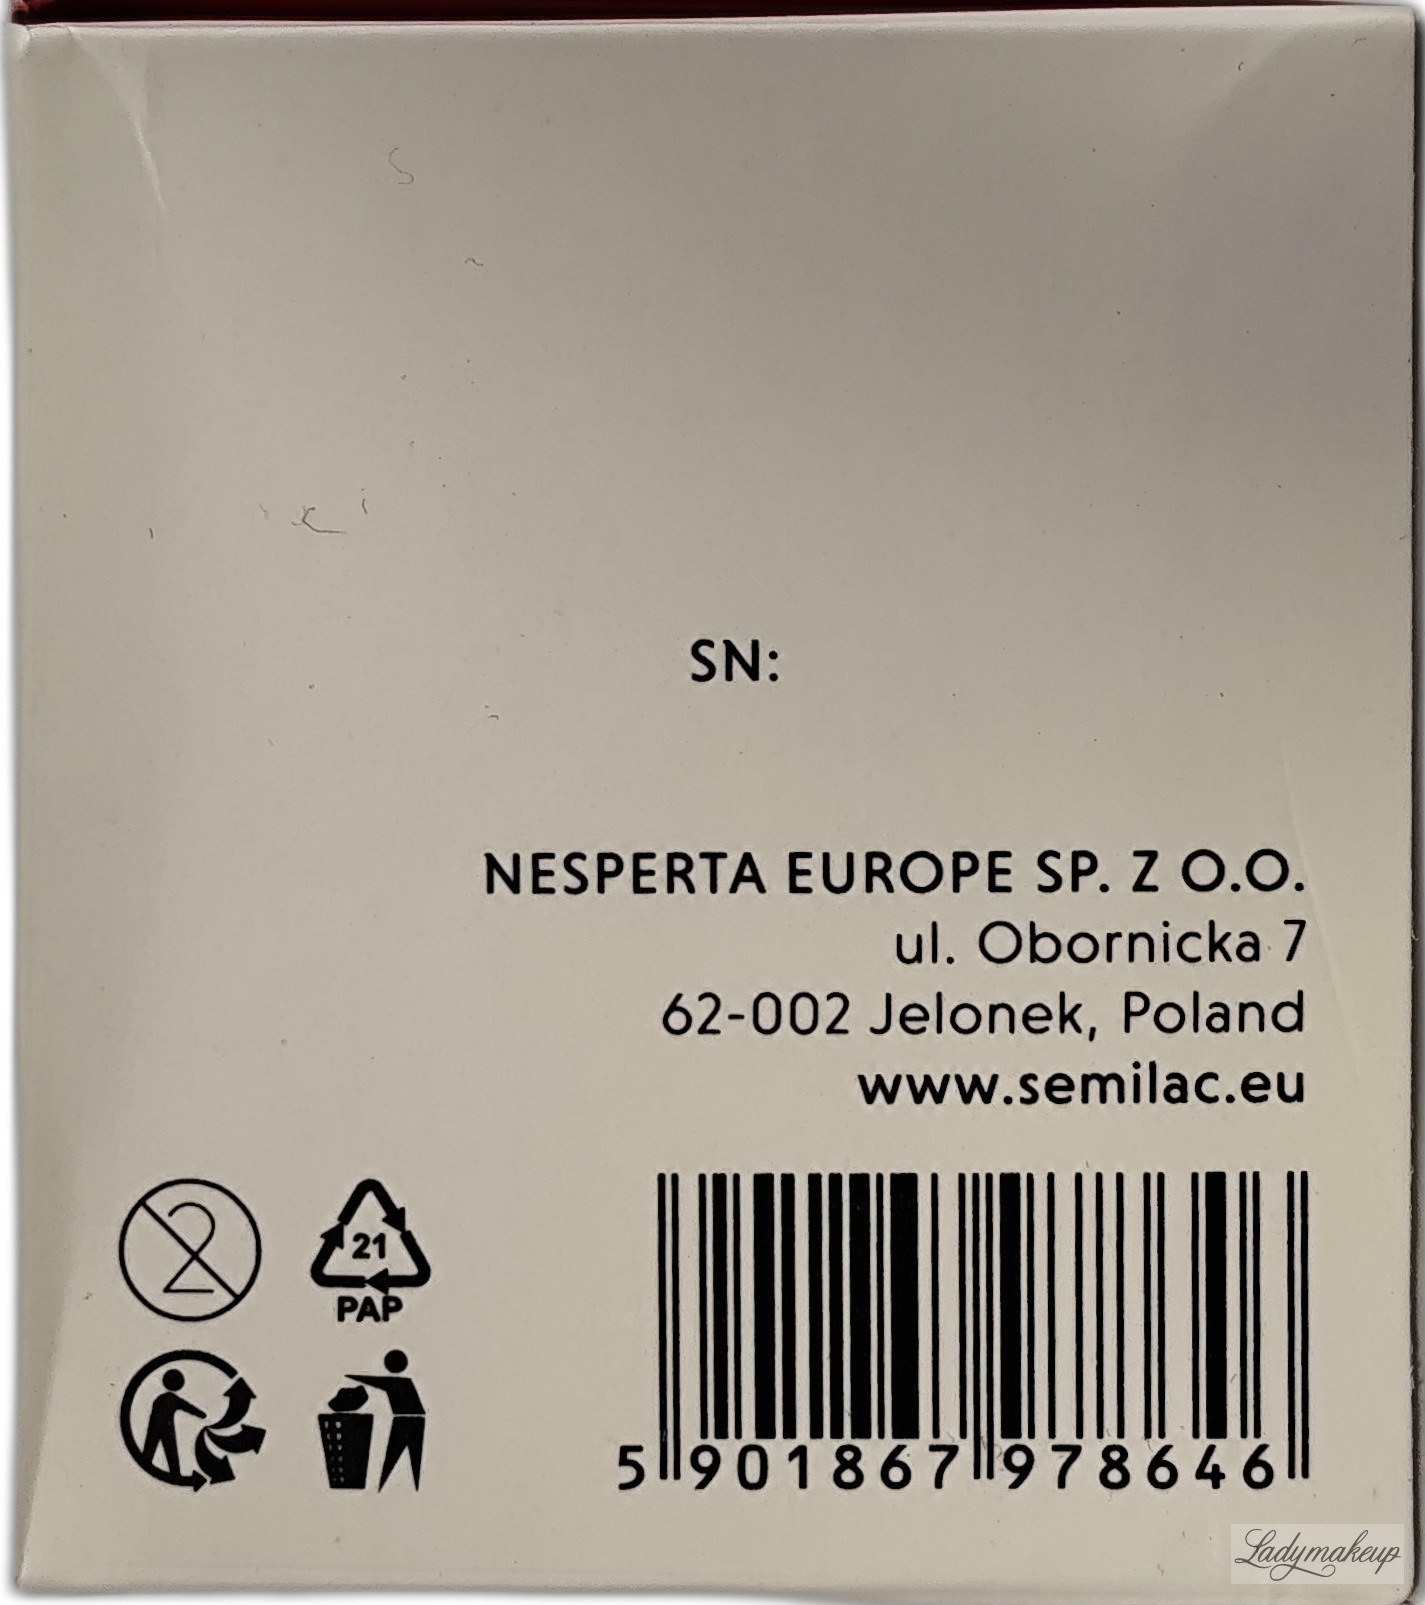 SN:
NESPERTA EUROPE SP. Z O.O.
ul. Obornicka 7
62-002 Jelonek, Poland
www.semilac.eu
2
21
PAP
5 901867 978646
Ladymakeup